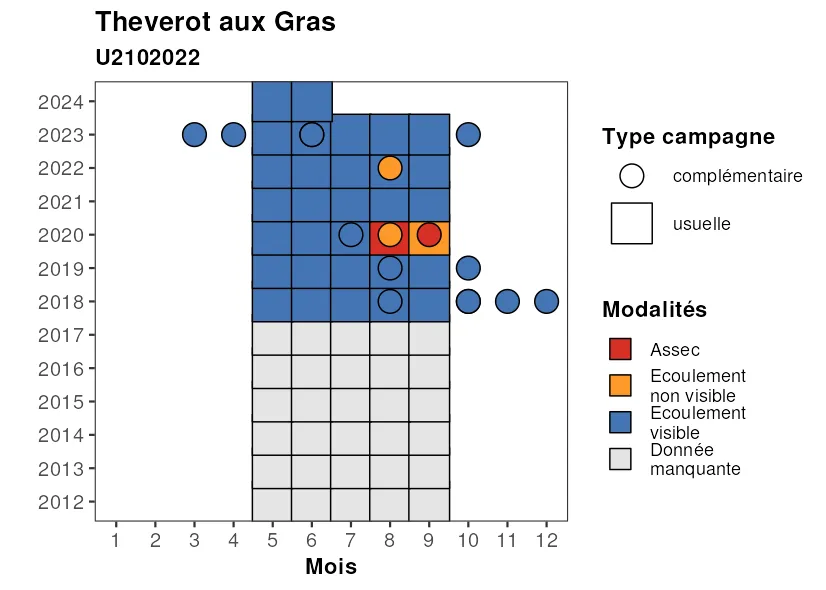 Theverot aux Gras
U2102022
2024
2023
2022
2021
2020
2019
2018
2017
2016
2015
2014
2013
2012
1 2 3 4 5 6 7 8 9 10 11 12
Mois
Type campagne
complémentaire
usuelle
Modalités
Assec
Ecoulement
non visible
Ecoulement
visible
Donnée
manquante